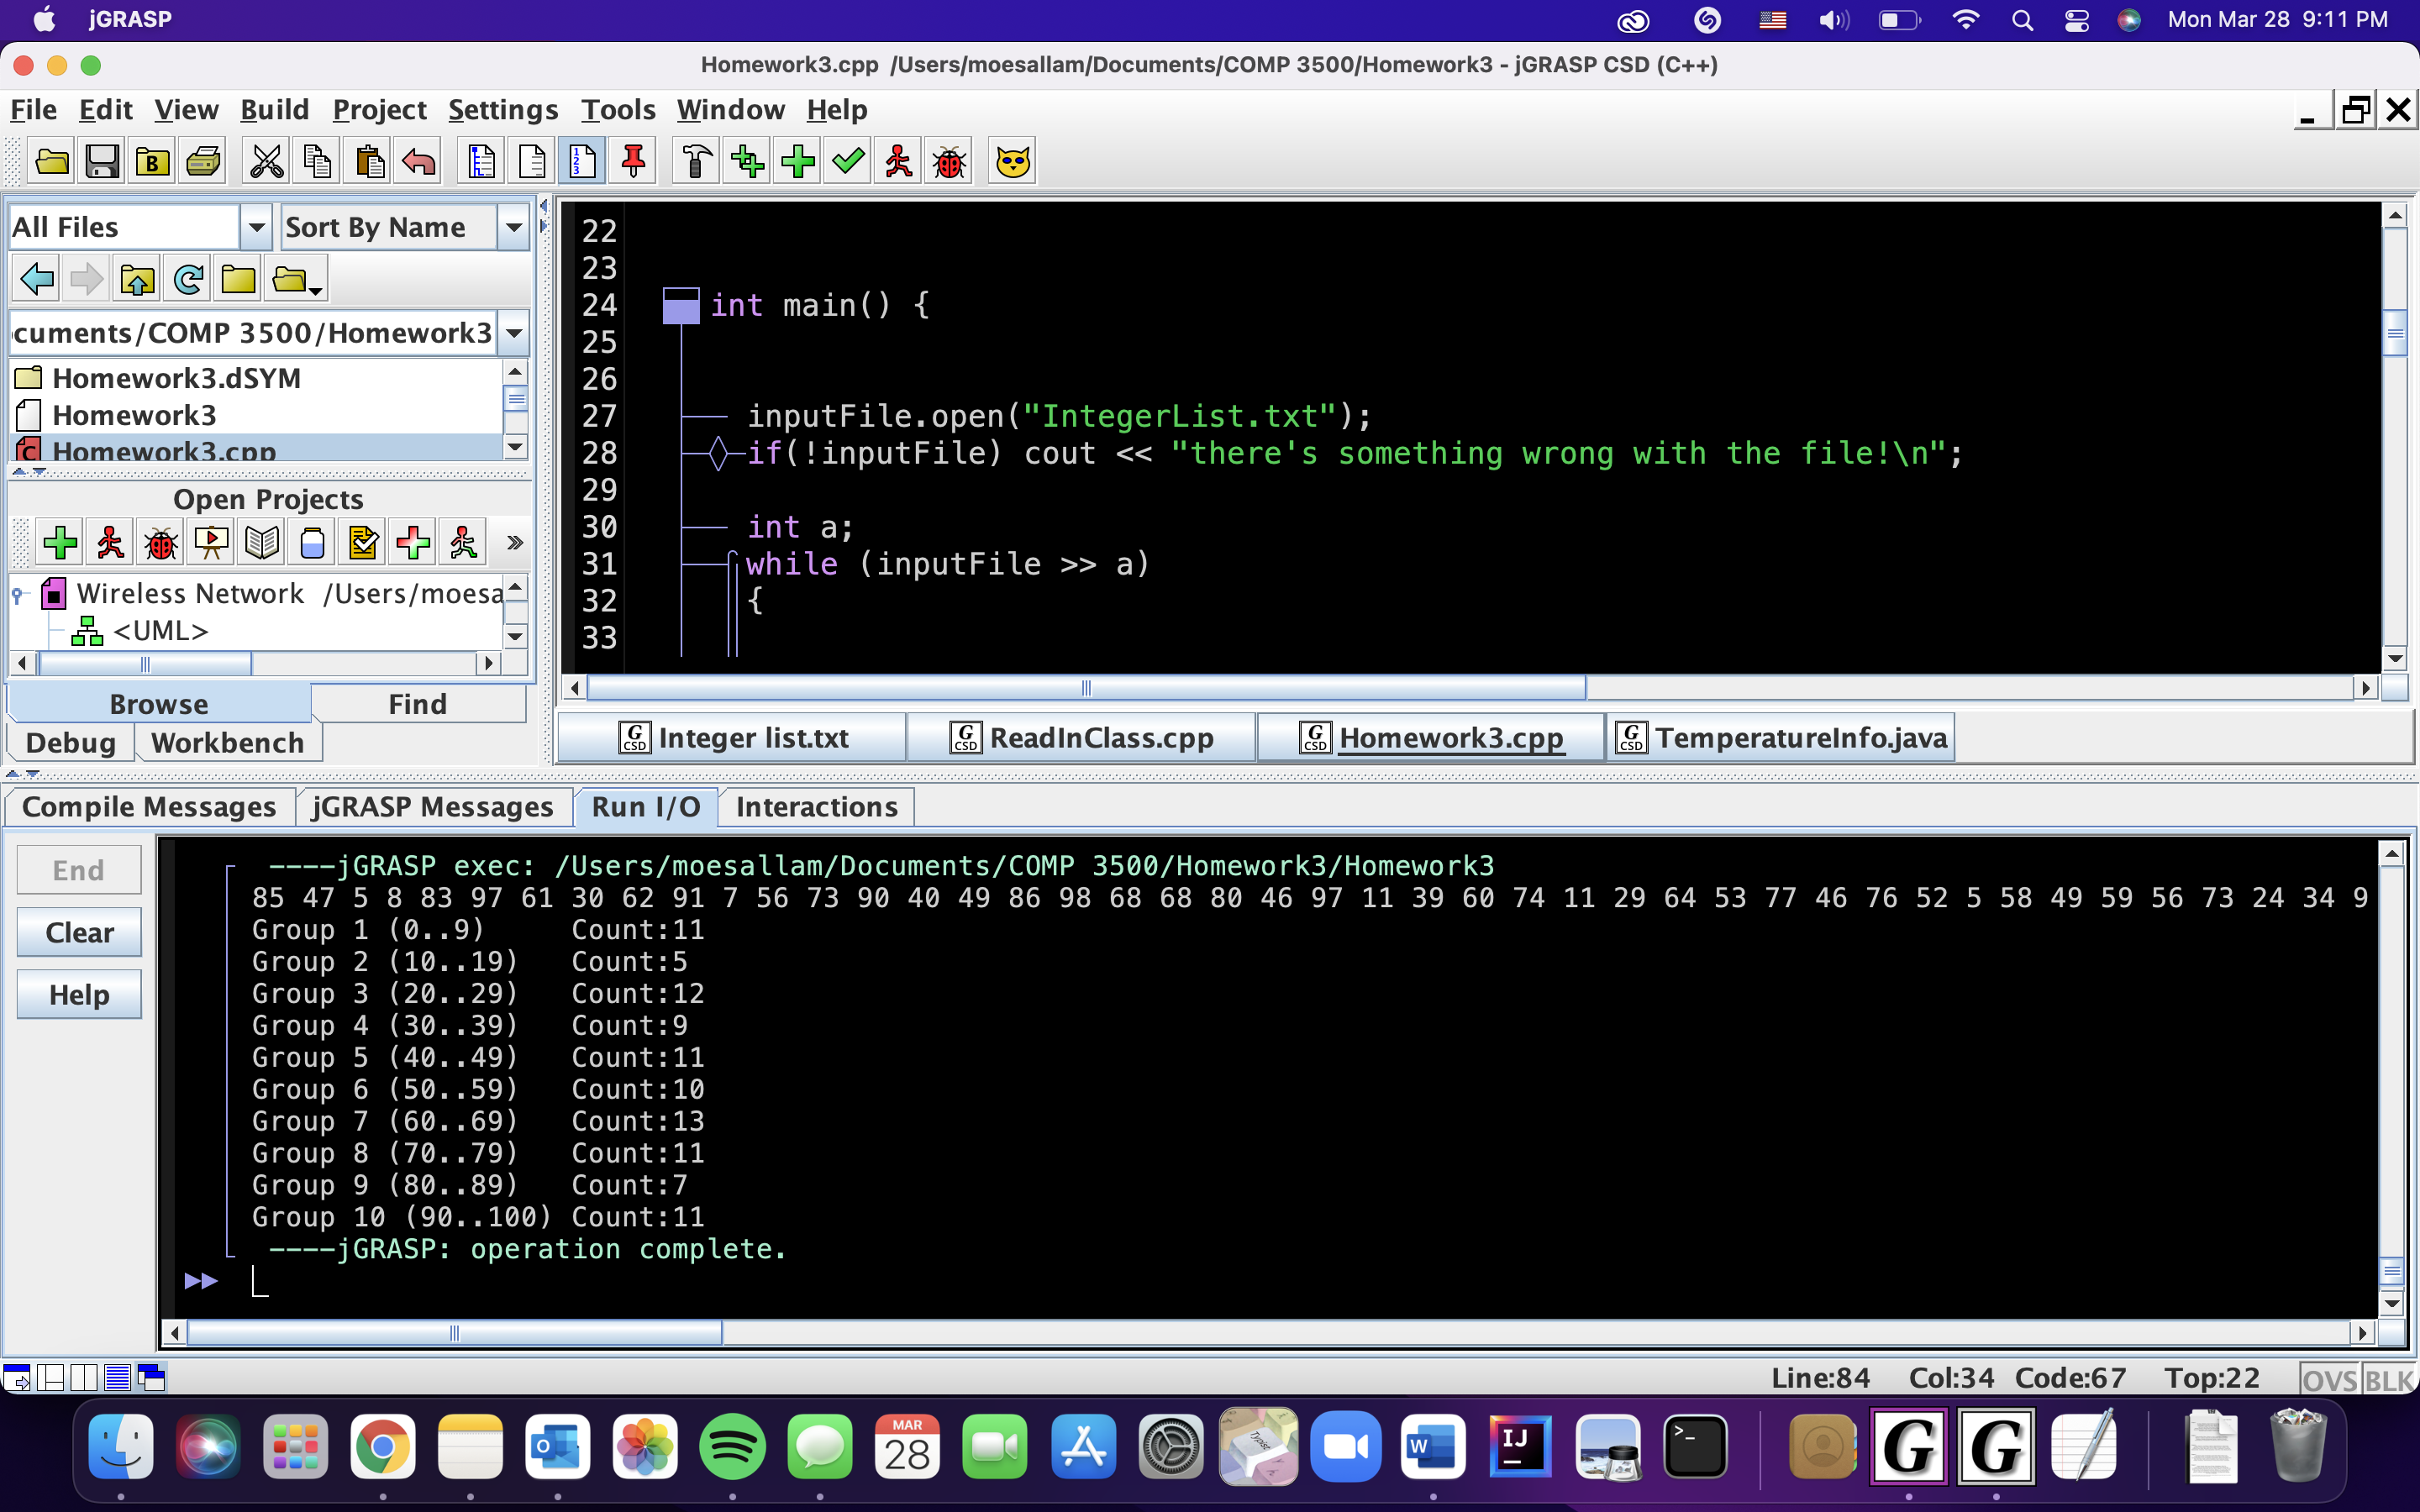 jGRASP
Mon Mar 28 9:11 PM
Homework3.cpp /Users/moesallam/Documents/COMP 3500/Homework3 - jGRASP CSD (C++)
File Edit View Build Project Settings Tools Window Help
B
1 2 3
All Files
Sort By Name
cuments/COMP 3500/Homework3
Homework3.dSYM
Homework3
Homework3.cpp
Open Projects
Wireless Network /Users/moesa
<UML>
Browse Find
Debug Workbench
22
23
24 int main() {
25
26
27 inputFile.open("IntegerList.txt");
28 if(!inputFile) cout << "there's something wrong with the file!\n";
29
30 int a;
31 while (inputFile >> a)
32 {
33
G CSD Integer list.txt
G CSD ReadInClass.cpp
G CSD Homework3.cpp
G CSD TemperatureInfo.java
Compile Messages jGRASP Messages Run I/O Interactions
End
Clear
Help
----jGRASP exec: /Users/moesallam/Documents/COMP 3500/Homework3/Homework3
85 47 5 8 83 97 61 30 62 91 7 56 73 90 40 49 86 98 68 68 80 46 97 11 39 60 74 11 29 64 53 77 46 76 52 5 58 49 59 56 73 24 34 9
Group 1 (0..9) Count:11
Group 2 (10..19) Count:5
Group 3 (20..29) Count:12
Group 4 (30..39) Count:9
Group 5 (40..49) Count:11
Group 6 (50..59) Count:10
Group 7 (60..69) Count:13
Group 8 (70..79) Count:11
Group 9 (80..89) Count:7
Group 10 (90..100) Count:11
----jGRASP: operation complete.
Line:84 Col:34 Code:67 Top:22 OVS BLK
MAR
28
O
W
IJ
>_
G
G